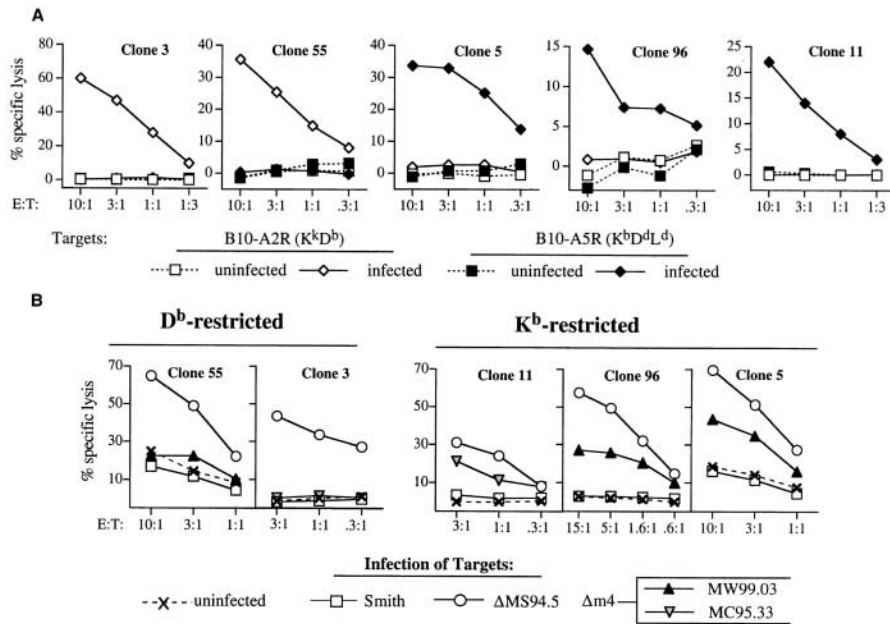 A
% specific lysis
80
60
40
20
0
Clone 3
40
30
20
10
0
Clone 55
40
30
20
10
0
Clone 5
15
10
5
0
Clone 96
25
20
15
10
5
0
Clone 11
E:T: 10:1 3:1 1:1 1:3 10:1 3:1 1:1 .3:1 10:1 3:1 1:1 .3:1 10:1 3:1 1:1 .3:1 10:1 3:1 1:1 1:3
Targets: B10-A2R (KᵏDᵇ) B10-A5R (KᵇDᵈLᵈ)
uninfected infected uninfected infected
B
Dᵇ-restricted
Kᵇ-restricted
% specific lysis
70
50
30
10
Clone 55
Clone 3
70
50
30
10
Clone 11
Clone 96
Clone 5
E:T: 10:1 3:1 1:1 3:1 1:1 .3:1 3:1 1:1 .3:1 15:1 5:1 1.6:1 .6:1 10:1 3:1 1:1
Infection of Targets:
uninfected Smith ΔMS94.5 Δm4 MW99.03
MC95.33